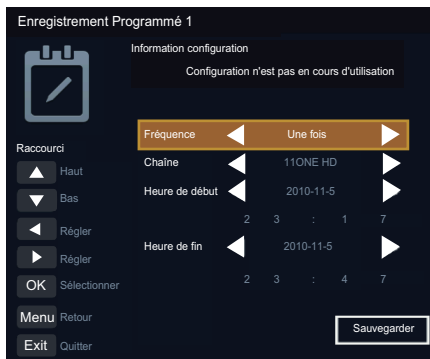 Enregistrement Programmé 1
Information configuration
Configuration n'est pas en cours d'utilisation
Raccourci
Haut
Bas
Régler
Régler
OK Sélectionner
Menu Retour
Exit Quitter
Fréquence Une fois
Chaîne 11ONE HD
Heure de début 2010-11-5
2 3 : 1 7
Heure de fin 2010-11-5
2 3 : 4 7
Sauvegarder